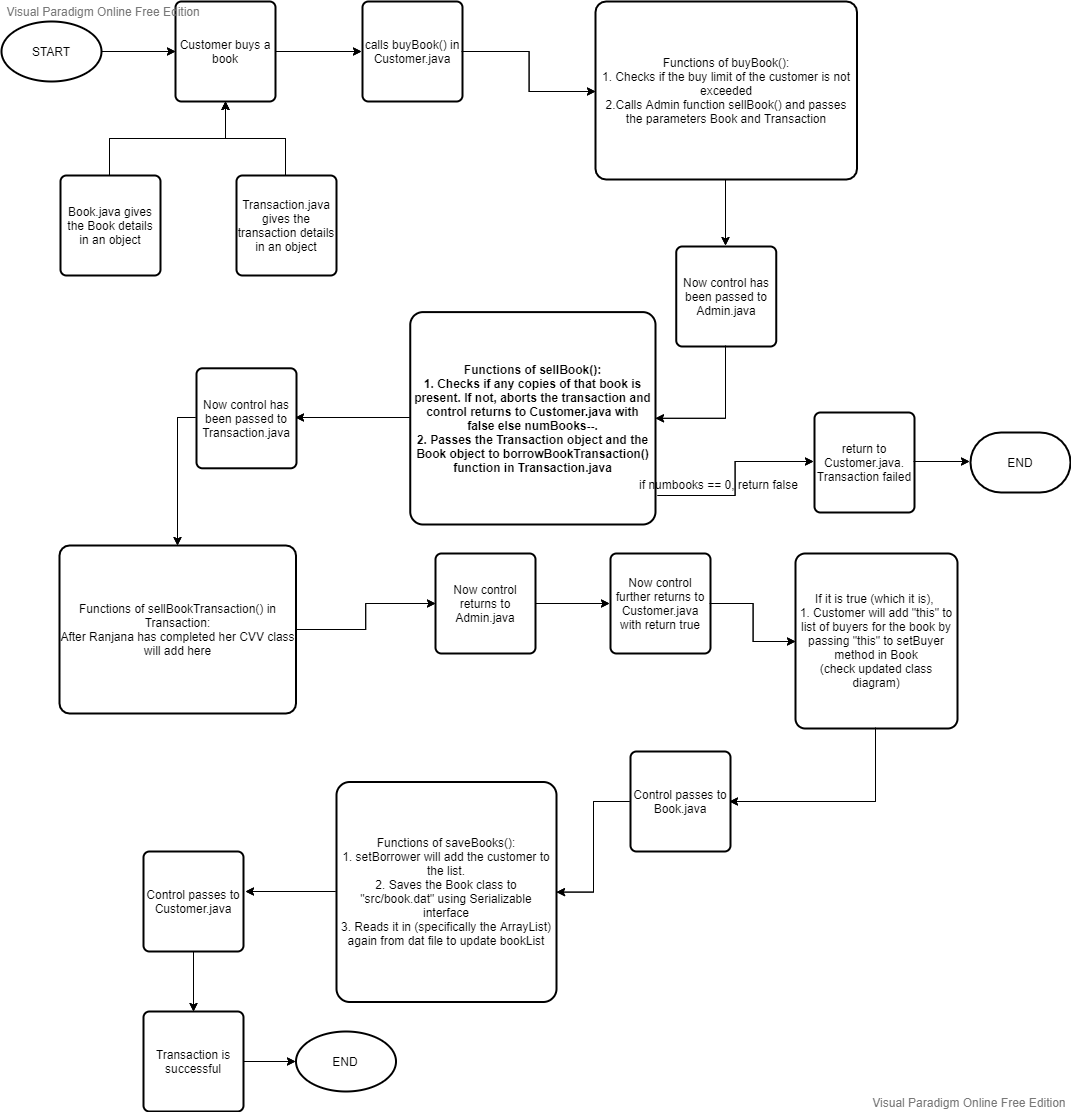 Visual Paradigm Online Free Edition
START
Customer buys a
book
calls buyBook() in
Customer.java
Functions of buyBook():
1. Checks if the buy limit of the customer is not
exceeded
2.Calls Admin function sellBook() and passes
the parameters Book and Transaction
Book.java gives
the Book details
in an object
Transaction.java
gives the
transaction details
in an object
Now control has
been passed to
Admin.java
Functions of sellBook():
1. Checks if any copies of that book is
present. If not, aborts the transaction and
control returns to Customer.java with
false else numBooks--.
2. Passes the Transaction object and the
Book object to borrowBookTransaction()
function in Transaction.java
Now control has
been passed to
Transaction.java
if numbooks == 0, return false
return to
Customer.java.
Transaction failed
END
Functions of sellBookTransaction() in
Transaction:
After Ranjana has completed her CVV class
will add here
Now control
returns to
Admin.java
Now control
further returns to
Customer.java
with return true
If it is true (which it is),
1. Customer will add "this" to
list of buyers for the book by
passing "this" to setBuyer
method in Book
(check updated class
diagram)
Control passes to
Book.java
Functions of saveBooks():
1. setBorrower will add the customer to
the list.
2. Saves the Book class to
"src/book.dat" using Serializable
interface
3. Reads it in (specifically the ArrayList)
again from dat file to update bookList
Control passes to
Customer.java
Transaction is
successful
END
Visual Paradigm Online Free Edition